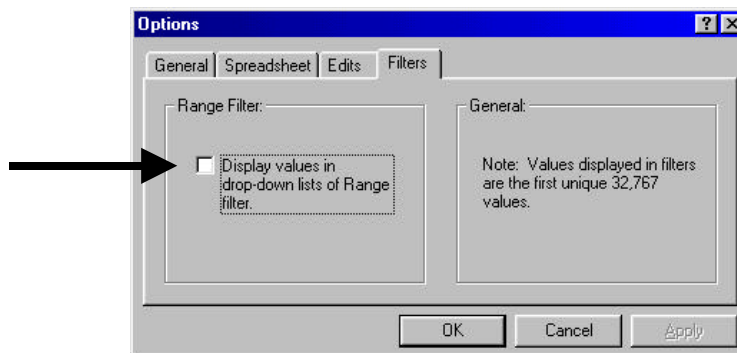 Options
General Spreadsheet Edits Filters
Range Filter:
Display values in
drop-down lists of Range
filter.
General:
Note: Values displayed in filters
are the first unique 32,767
values.
OK Cancel Apply